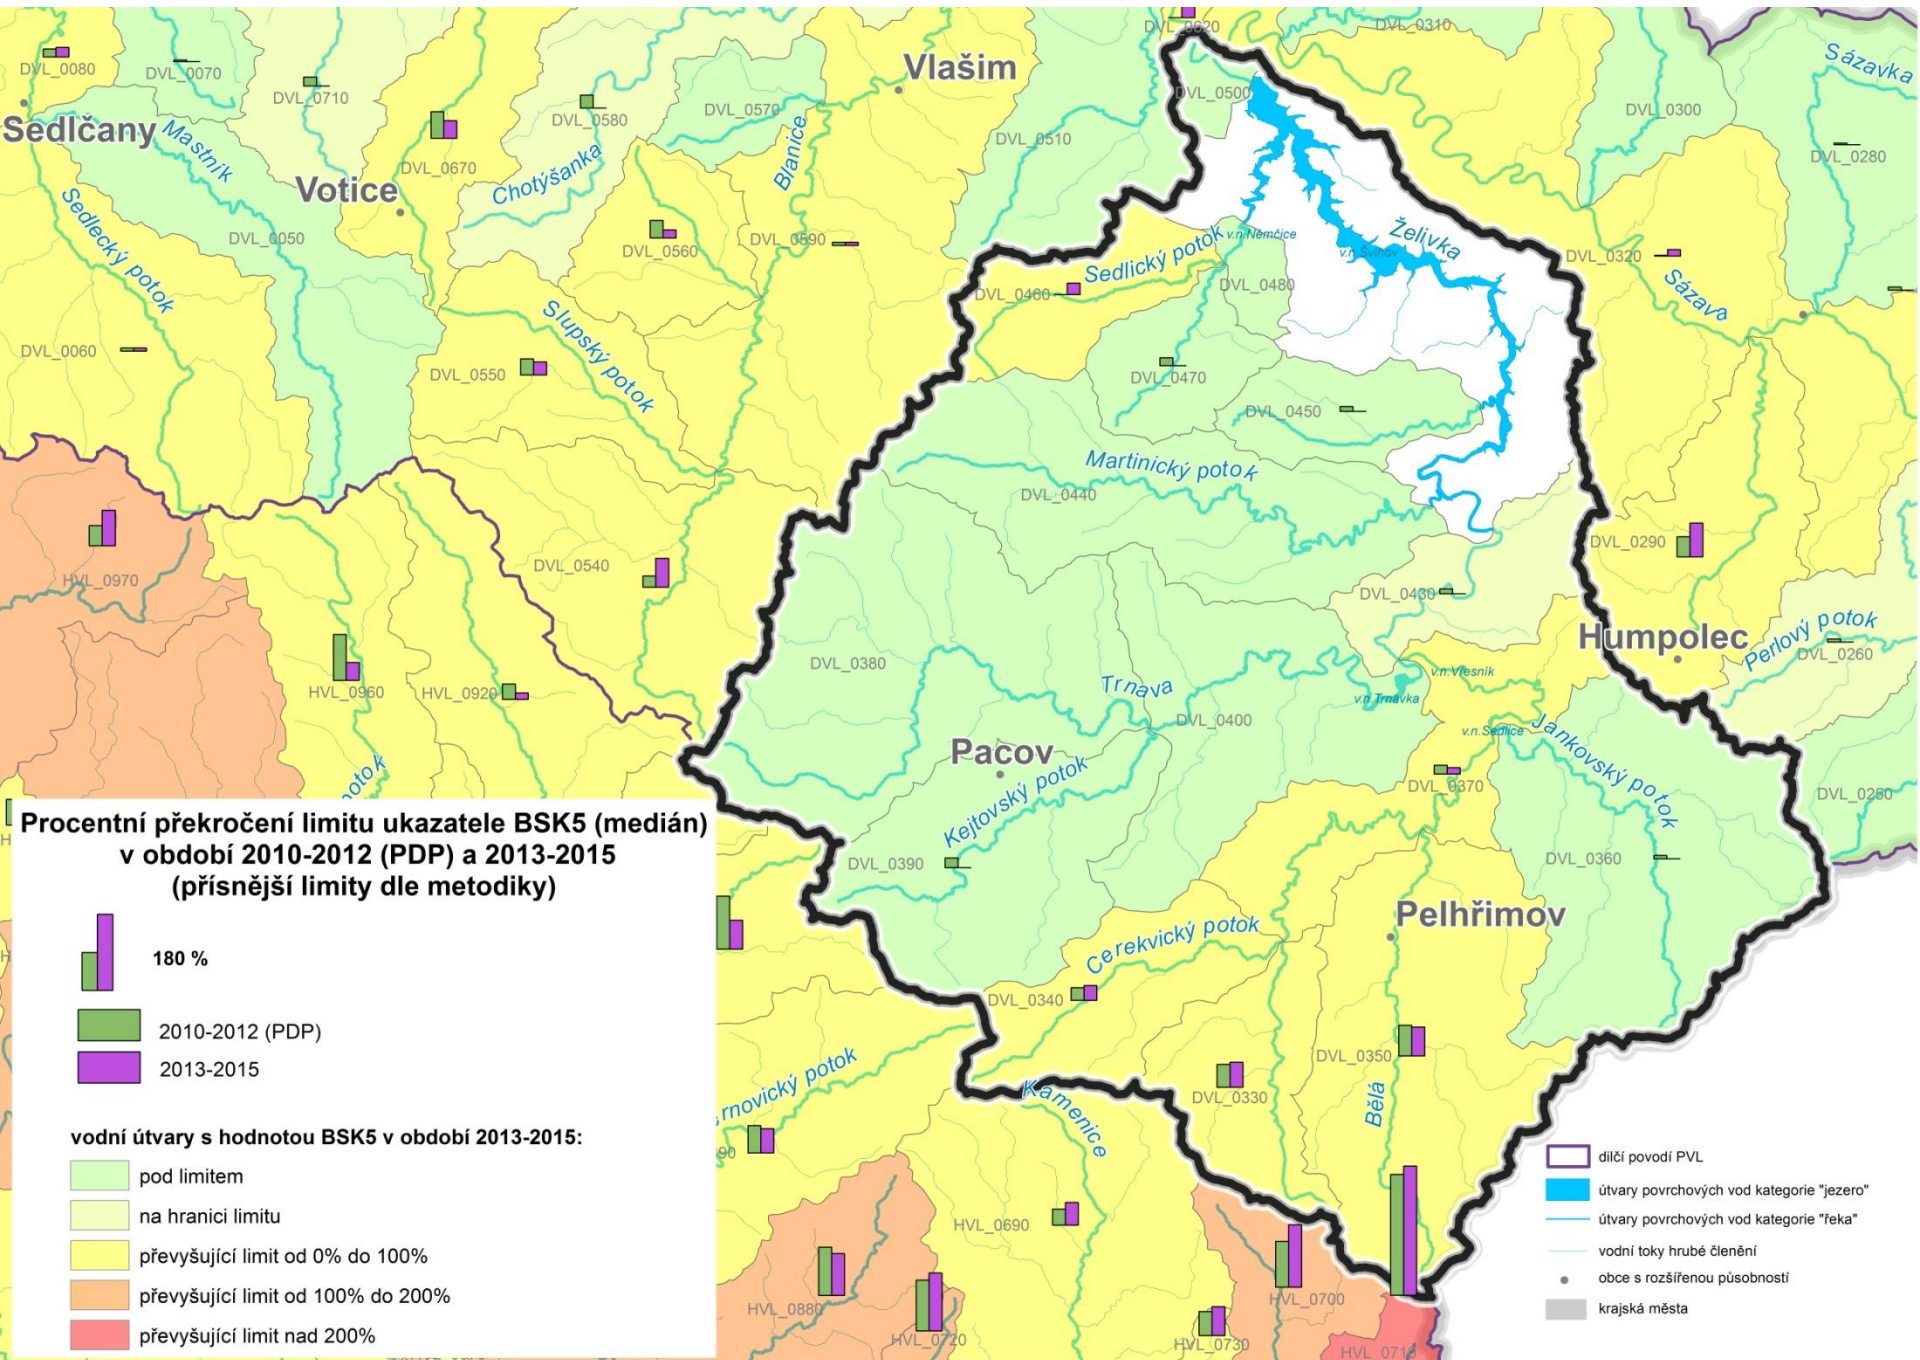 DVL_0620
DVL_0310
DVL_0080
DVL_0070
DVL_0710
Vlašim
Sázavka
DVL_0500
DVL_0580
DVL_0570
DVL_0300
Sedlčany
Mastník
DVL_0670
DVL_0510
DVL_0280
Chotýšanka
Blanice
Votice
Sedlecký potok
DVL_0050
DVL_0560
DVL_0590
v.n.Němčice
Želivka
v.n.Švihov
DVL_0320
Sázava
Sedlický potok
DVL_0460
DVL_0480
DVL_0060
Slupský potok
DVL_0550
DVL_0470
DVL_0450
Martinický potok
DVL_0440
DVL_0290
HVL_0970
DVL_0540
DVL_0430
Humpolec
Perlový potok
DVL_0260
DVL_0380
HVL_0960
HVL_0920
v.n.Vřesník
Trnava
v.n.Trnávka
DVL_0400
v.n.Sedlice
Jankovský potok
Pacov
DVL_0370
DVL_0250
potok
Kejtovský potok
DVL_0390
DVL_0360
Pelhřimov
Cerekvický potok
DVL_0340
DVL_0350
DVL_0330
Bělá
rnovický potok
Kamenice
90
HVL_0690
HVL_0880
HVL_0720
HVL_0700
HVL_0730
HVL_0710
Procentní překročení limitu ukazatele BSK5 (medián)
v období 2010-2012 (PDP) a 2013-2015
(přísnější limity dle metodiky)
180 %
2010-2012 (PDP)
2013-2015
vodní útvary s hodnotou BSK5 v období 2013-2015:
pod limitem
na hranici limitu
převyšující limit od 0% do 100%
převyšující limit od 100% do 200%
převyšující limit nad 200%
dílčí povodí PVL
útvary povrchových vod kategorie "jezero"
útvary povrchových vod kategorie "řeka"
vodní toky hrubé členění
obce s rozšířenou působností
krajská města